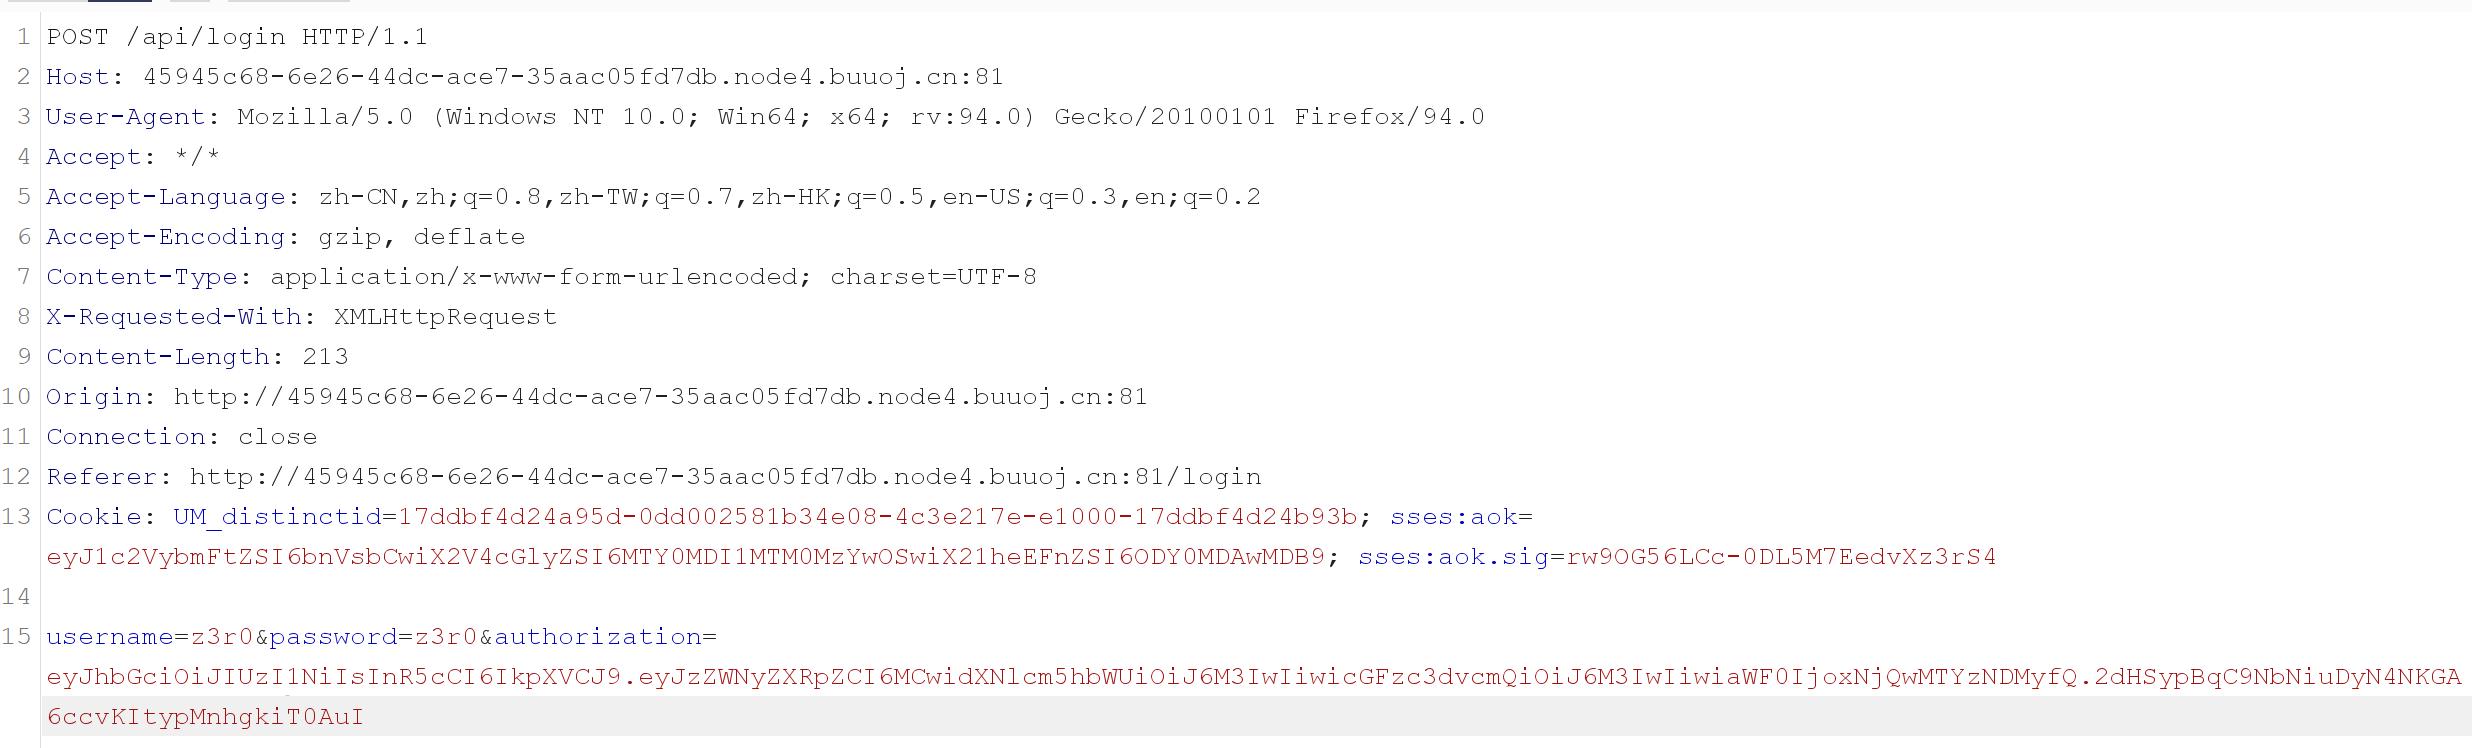 1 POST /api/login HTTP/1.1
2 Host: 45945c68-6e26-44dc-ace7-35aac05fd7db.node4.buuoj.cn:81
3 User-Agent: Mozilla/5.0 (Windows NT 10.0; Win64; x64; rv:94.0) Gecko/20100101 Firefox/94.0
4 Accept: */*
5 Accept-Language: zh-CN,zh;q=0.8,zh-TW;q=0.7,zh-HK;q=0.5,en-US;q=0.3,en;q=0.2
6 Accept-Encoding: gzip, deflate
7 Content-Type: application/x-www-form-urlencoded; charset=UTF-8
8 X-Requested-With: XMLHttpRequest
9 Content-Length: 213
10 Origin: http://45945c68-6e26-44dc-ace7-35aac05fd7db.node4.buuoj.cn:81
11 Connection: close
12 Referer: http://45945c68-6e26-44dc-ace7-35aac05fd7db.node4.buuoj.cn:81/login
13 Cookie: UM_distinctid=17ddbf4d24a95d-0dd002581b34e08-4c3e217e-e1000-17ddbf4d24b93b; sses:aok=
eyJ1c2VybmFtZSI6bnVsbCwiX2V4cGlyZSI6MTY0MDI1MTM0MzYwOSwiX21heEFnZSI6ODY0MDAwMDB9; sses:aok.sig=rw9OG56LCc-0DL5M7EedvXz3rS4
14
15 username=z3r0&password=z3r0&authorization=
eyJhbGciOiJIUzI1NiIsInR5cCI6IkpXVCJ9.eyJzZWNyZXRpZCI6MCwidXNlcm5hbWUiOiJ6M3IwIiwicGFzc3dvcmQiOiJ6M3IwIiwiaWF0IjoxNjQwMTYzNDMyfQ.2dHSypBqC9NbNiuDyN4NKGA
6ccvKItypMnhgkiT0AuI